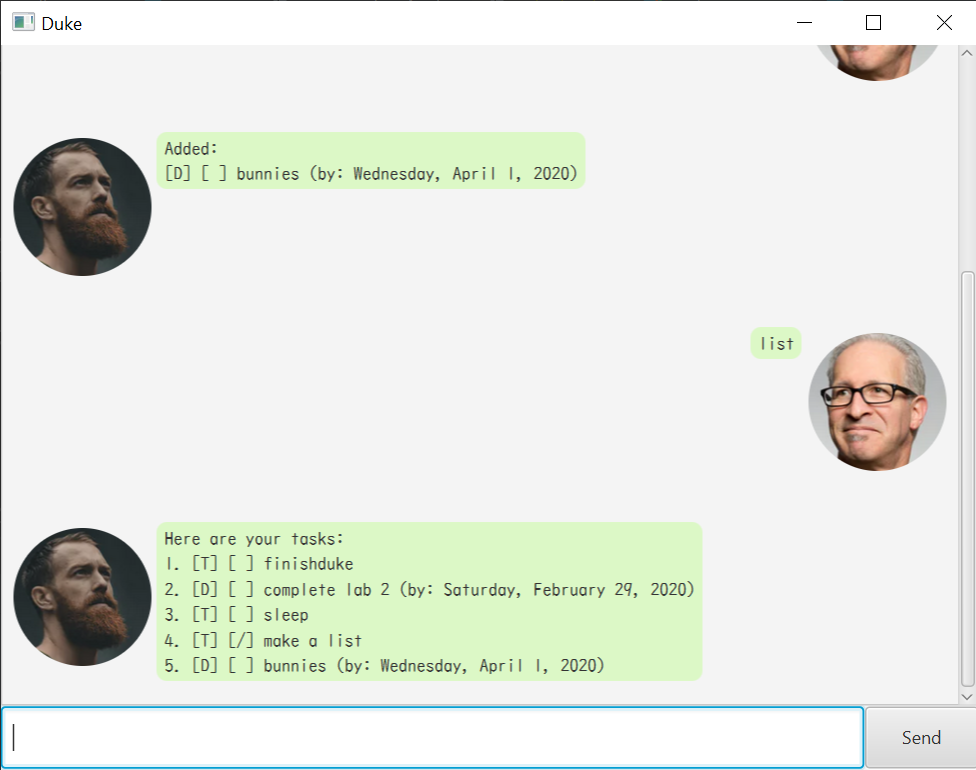 Duke
Added:
[D] [ ] bunnies (by: Wednesday, April 1, 2020)
list
Here are your tasks:
1. [T] [ ] finishduke
2. [D] [ ] complete lab 2 (by: Saturday, February 29, 2020)
3. [T] [ ] sleep
4. [T] [/] make a list
5. [D] [ ] bunnies (by: Wednesday, April 1, 2020)
Send